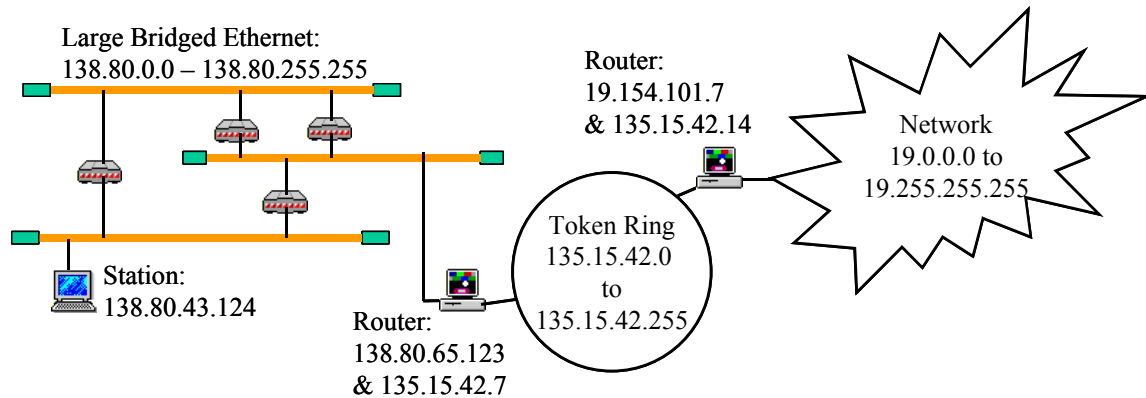 Large Bridged Ethernet:
138.80.0.0 – 138.80.255.255
Router:
19.154.101.7
& 135.15.42.14
Network
19.0.0.0 to
19.255.255.255
Token Ring
135.15.42.0
to
135.15.42.255
Station:
138.80.43.124
Router:
138.80.65.123
& 135.15.42.7